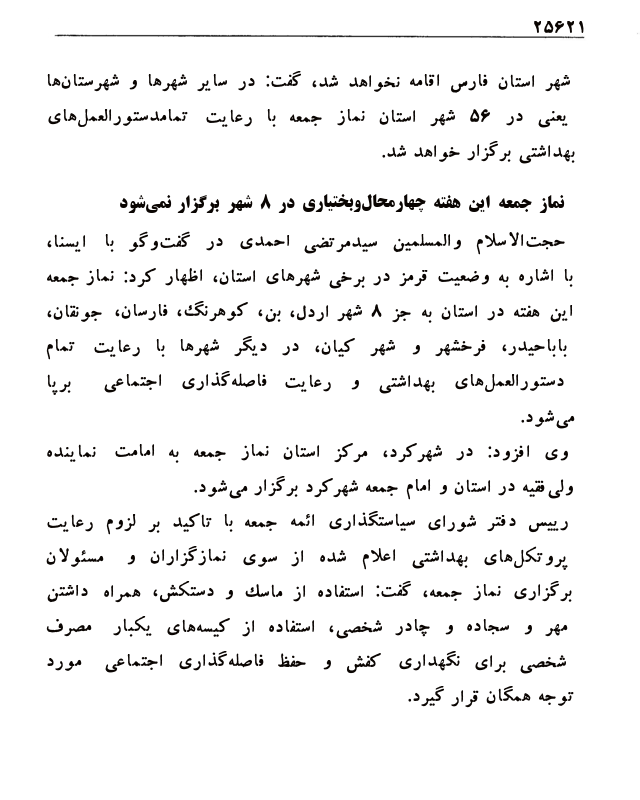 ۲۵۶۲۱
شهر استان فارس اقامه نخواهد شد، گفت: در سایر شهرها و شهرستان‌ها
یعنی در ۵۶ شهر استان نماز جمعه با رعایت تمامدستورالعمل‌های
بهداشتی برگزار خواهد شد.
نماز جمعه این هفته چهارمحال‌وبختیاری در ۸ شهر برگزار نمی‌شود
حجت‌الاسلام والمسلمین سیدمرتضی احمدی در گفت‌وگو با ایسنا،
با اشاره به وضعیت قرمز در برخی شهرهای استان، اظهار کرد: نماز جمعه
این هفته در استان به جز ۸ شهر اردل، بن، کوهرنگ، فارسان، جونقان،
باباحیدر، فرخشهر و شهر کیان، در دیگر شهرها با رعایت تمام
دستورالعمل‌های بهداشتی و رعایت فاصله‌گذاری اجتماعی برپا
می‌شود.
وی افزود: در شهرکرد، مرکز استان نماز جمعه به امامت نماینده
ولی‌فقیه در استان و امام جمعه شهرکرد برگزار می‌شود.
رییس دفتر شورای سیاستگذاری ائمه جمعه با تاکید بر لزوم رعایت
پروتکل‌های بهداشتی اعلام شده از سوی نمازگزاران و مسئولان
برگزاری نماز جمعه، گفت: استفاده از ماسک و دستکش، همراه داشتن
مهر و سجاده و چادر شخصی، استفاده از کیسه‌های یکبار مصرف
شخصی برای نگهداری کفش و حفظ فاصله‌گذاری اجتماعی مورد
توجه همگان قرار گیرد.